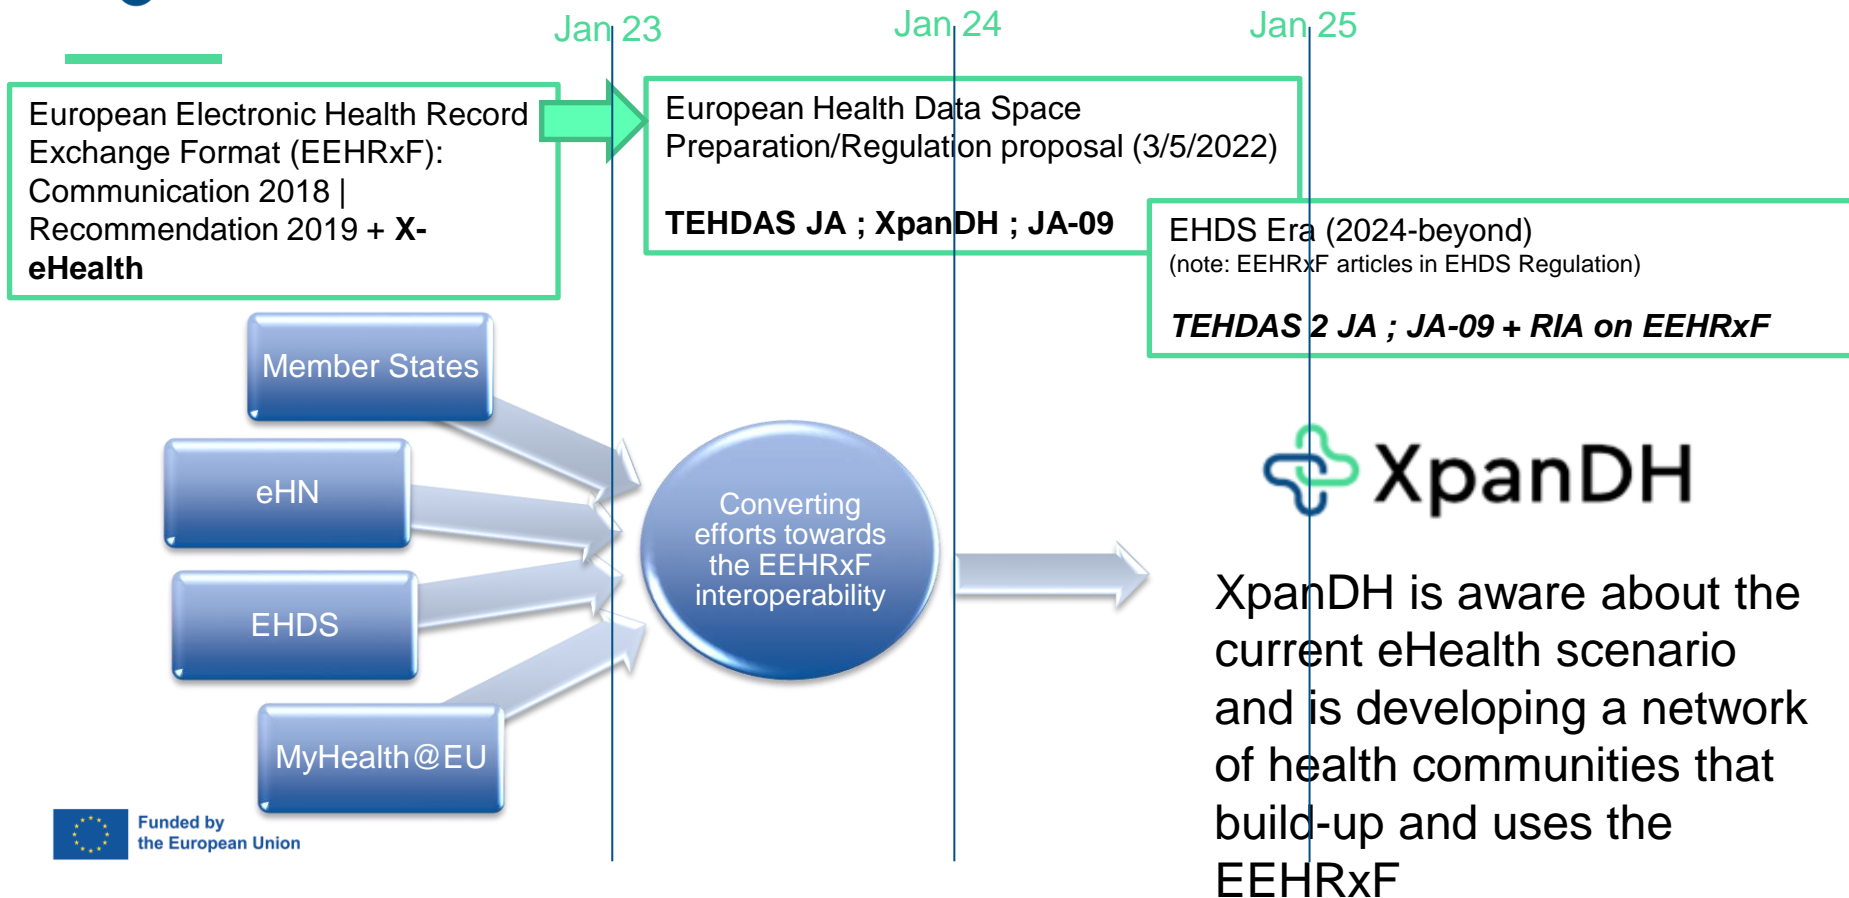 Jan 23
Jan 24
Jan 25
European Electronic Health Record
Exchange Format (EEHRxF):
Communication 2018 |
Recommendation 2019 + X-
eHealth
European Health Data Space
Preparation/Regulation proposal (3/5/2022)
TEHDAS JA ; XpanDH ; JA-09
EHDS Era (2024-beyond)
(note: EEHRxF articles in EHDS Regulation)
TEHDAS 2 JA ; JA-09 + RIA on EEHRxF
Member States
eHN
EHDS
MyHealth@EU
Converting
efforts towards
the EEHRxF
interoperability
XpanDH
XpanDH is aware about the
current eHealth scenario
and is developing a network
of health communities that
build-up and uses the
EEHRxF
Funded by
the European Union